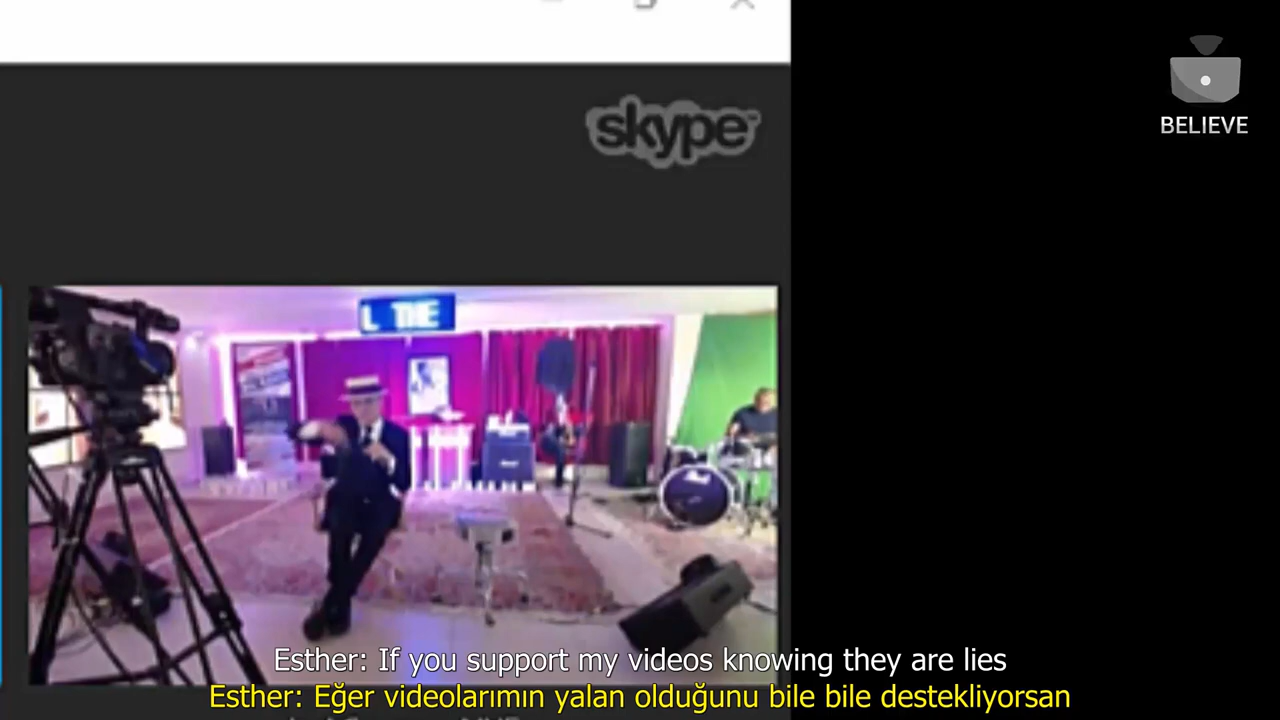 skype
BELIEVE
L TIE
Esther: If you support my videos knowing they are lies
Esther: Eğer videolarımın yalan olduğunu bile bile destekliyorsan